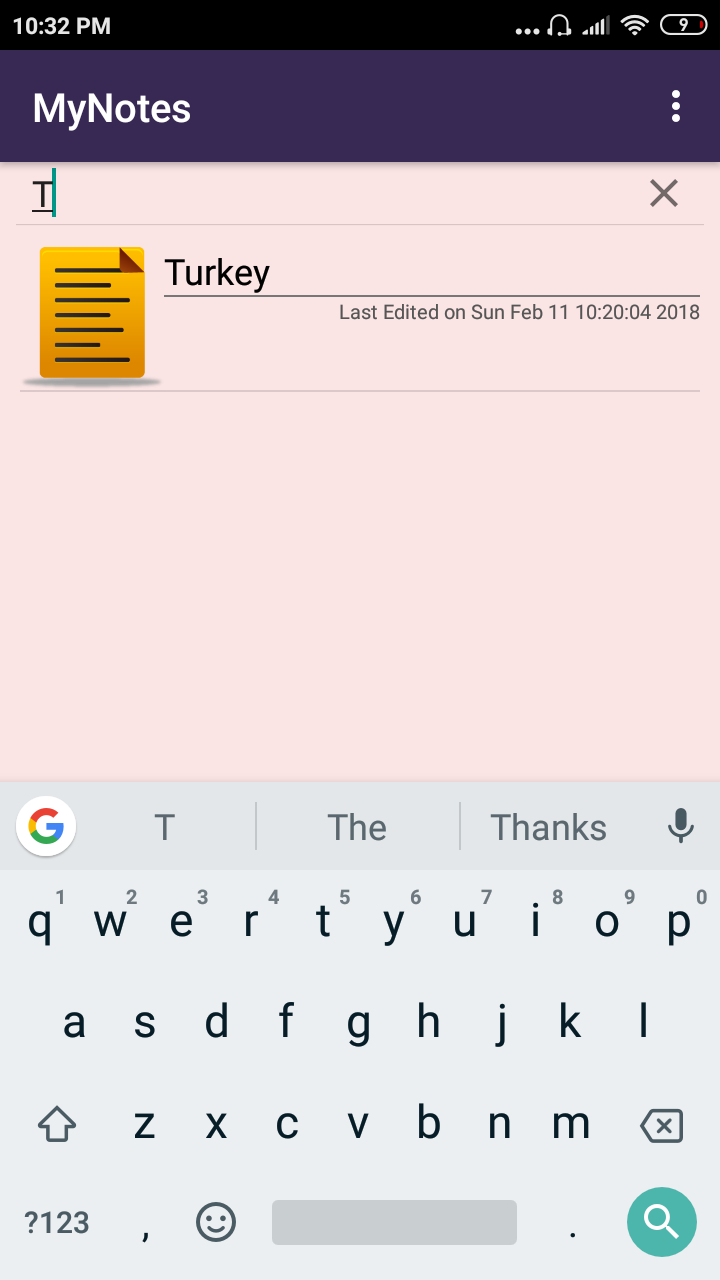 10:32 PM 9
MyNotes
T
Turkey
Last Edited on Sun Feb 11 10:20:04 2018
T The Thanks
1 2 3 4 5 6 7 8 9 0
q w e r t y u i o p
a s d f g h j k l
z x c v b n m
?123 , .